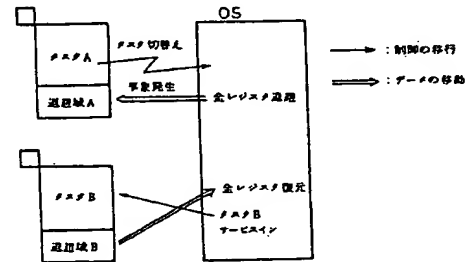 OS
タスクA
タスク切替え
事象発生
退避域A
全レジスタ退避
→ : 制御の移行
⇒ : データの移動
タスクB
全レジスタ復元
タスクB
サービスイン
退避域B